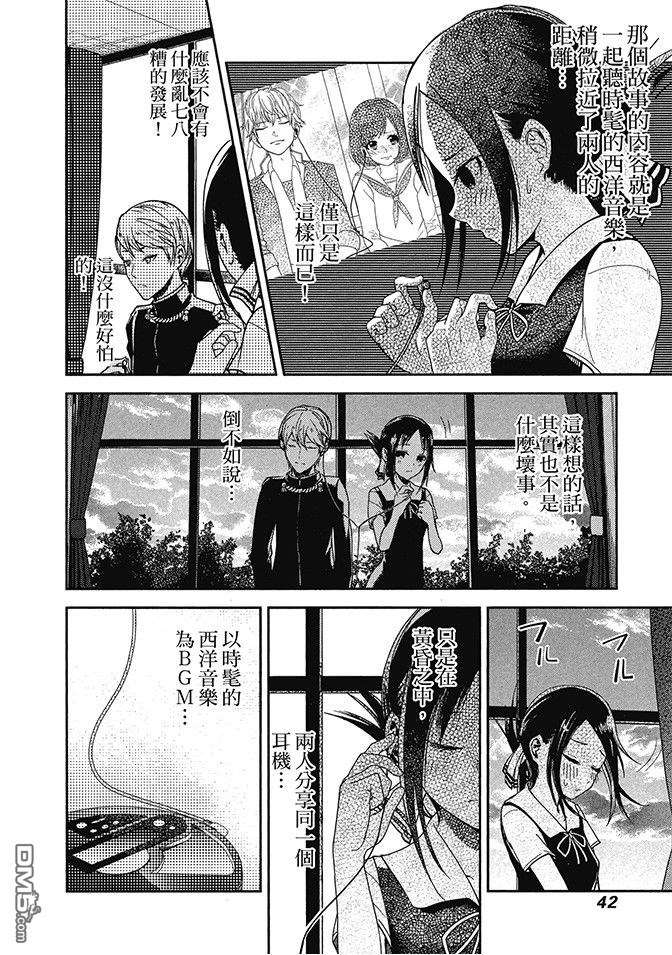 那個故事的內容就是
一起聽時髦的西洋音樂，
稍微拉近了兩人的
距離…
僅只是
這樣而已！
應該不會有
什麼亂七八
糟的發展！
這沒什麼好怕
的！
這樣想的話，
其實也不是
什麼壞事。
倒不如說…
プル
プル
只是在
黃昏之中，
兩人分享同一個
耳機…
以時髦的
西洋音樂
為BGM…
42
DM5.com